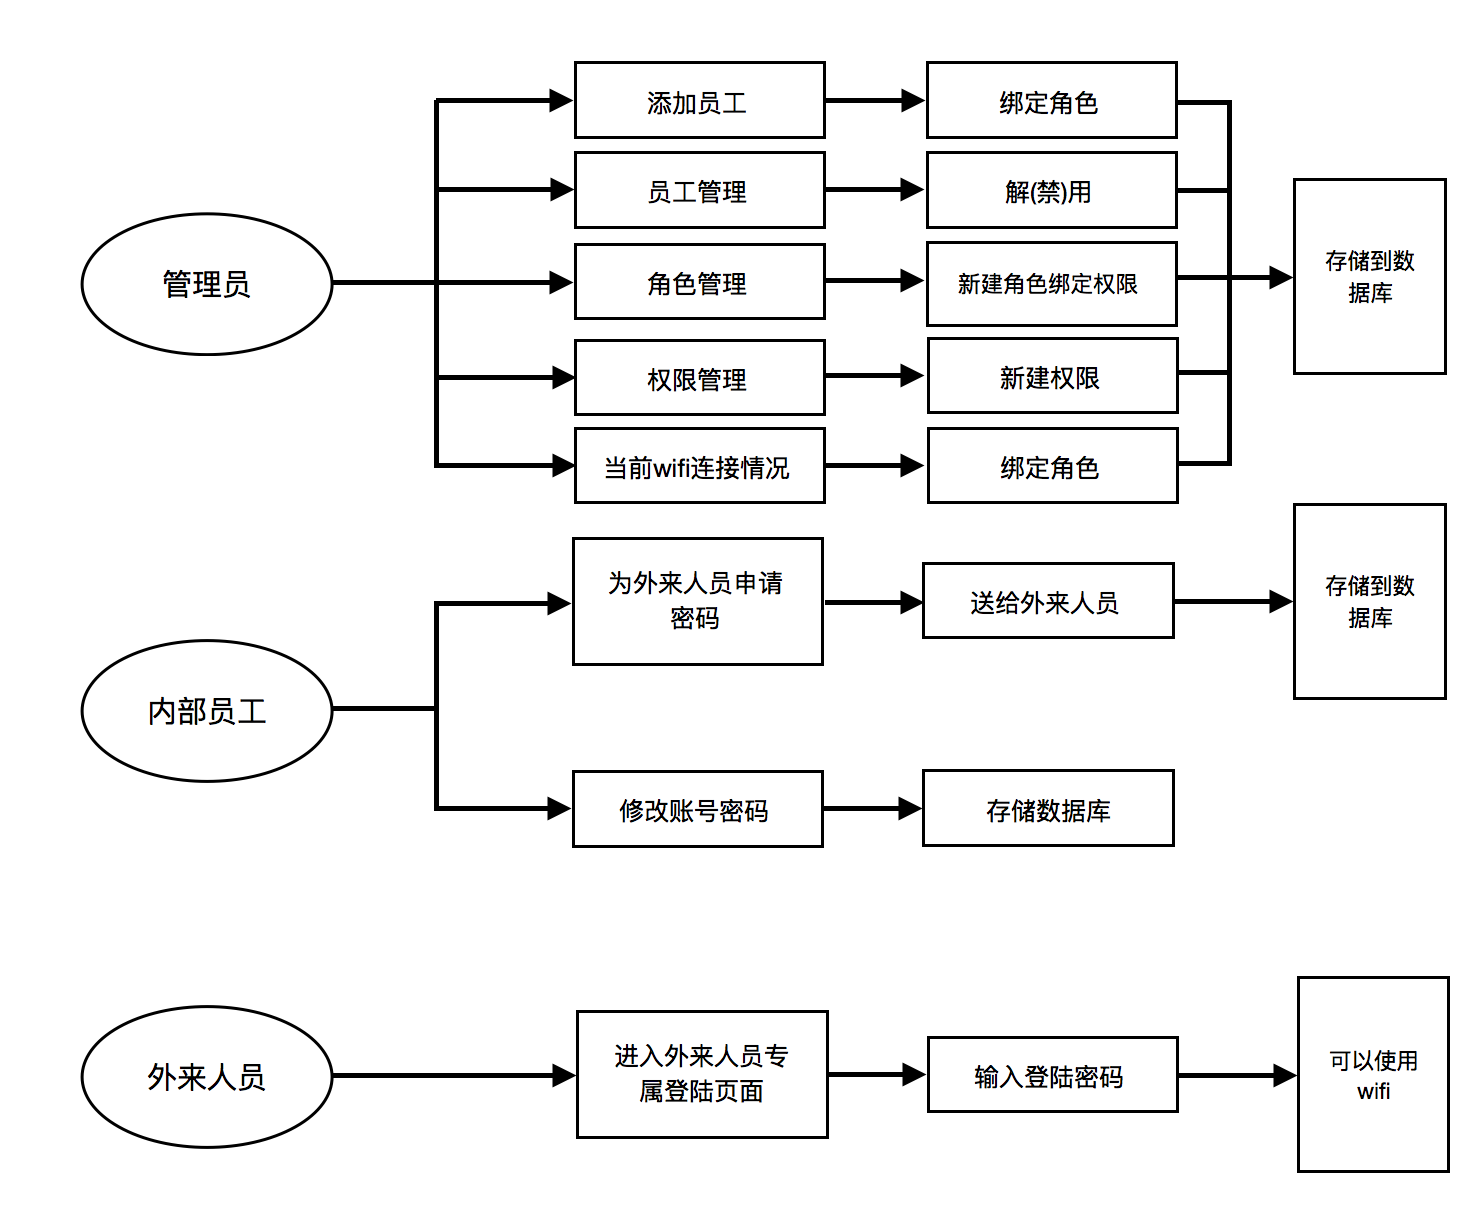 添加员工
绑定角色
员工管理
解(禁)用
管理员
角色管理
新建角色绑定权限
存储到数
据库
权限管理
新建权限
当前wifi连接情况
绑定角色
为外来人员申请
密码
送给外来人员
存储到数
据库
内部员工
修改账号密码
存储数据库
外来人员
进入外来人员专
属登陆页面
输入登陆密码
可以使用
wifi